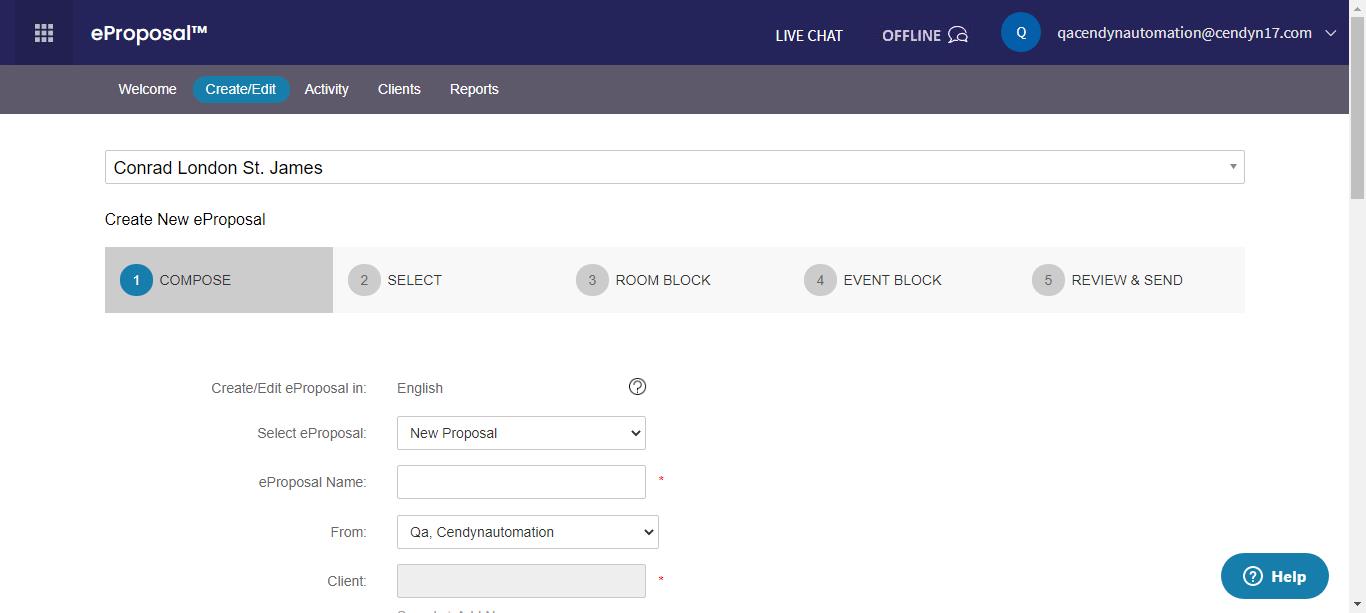 eProposal™
LIVE CHAT
OFFLINE
Q
qacendynautomation@cendyn17.com
Welcome
Create/Edit
Activity
Clients
Reports
Conrad London St. James
Create New eProposal
1 COMPOSE
2 SELECT
3 ROOM BLOCK
4 EVENT BLOCK
5 REVIEW & SEND
Create/Edit eProposal in: English ?
Select eProposal: New Proposal
eProposal Name: *
From: Qa, Cendynautomation
Client: *
? Help